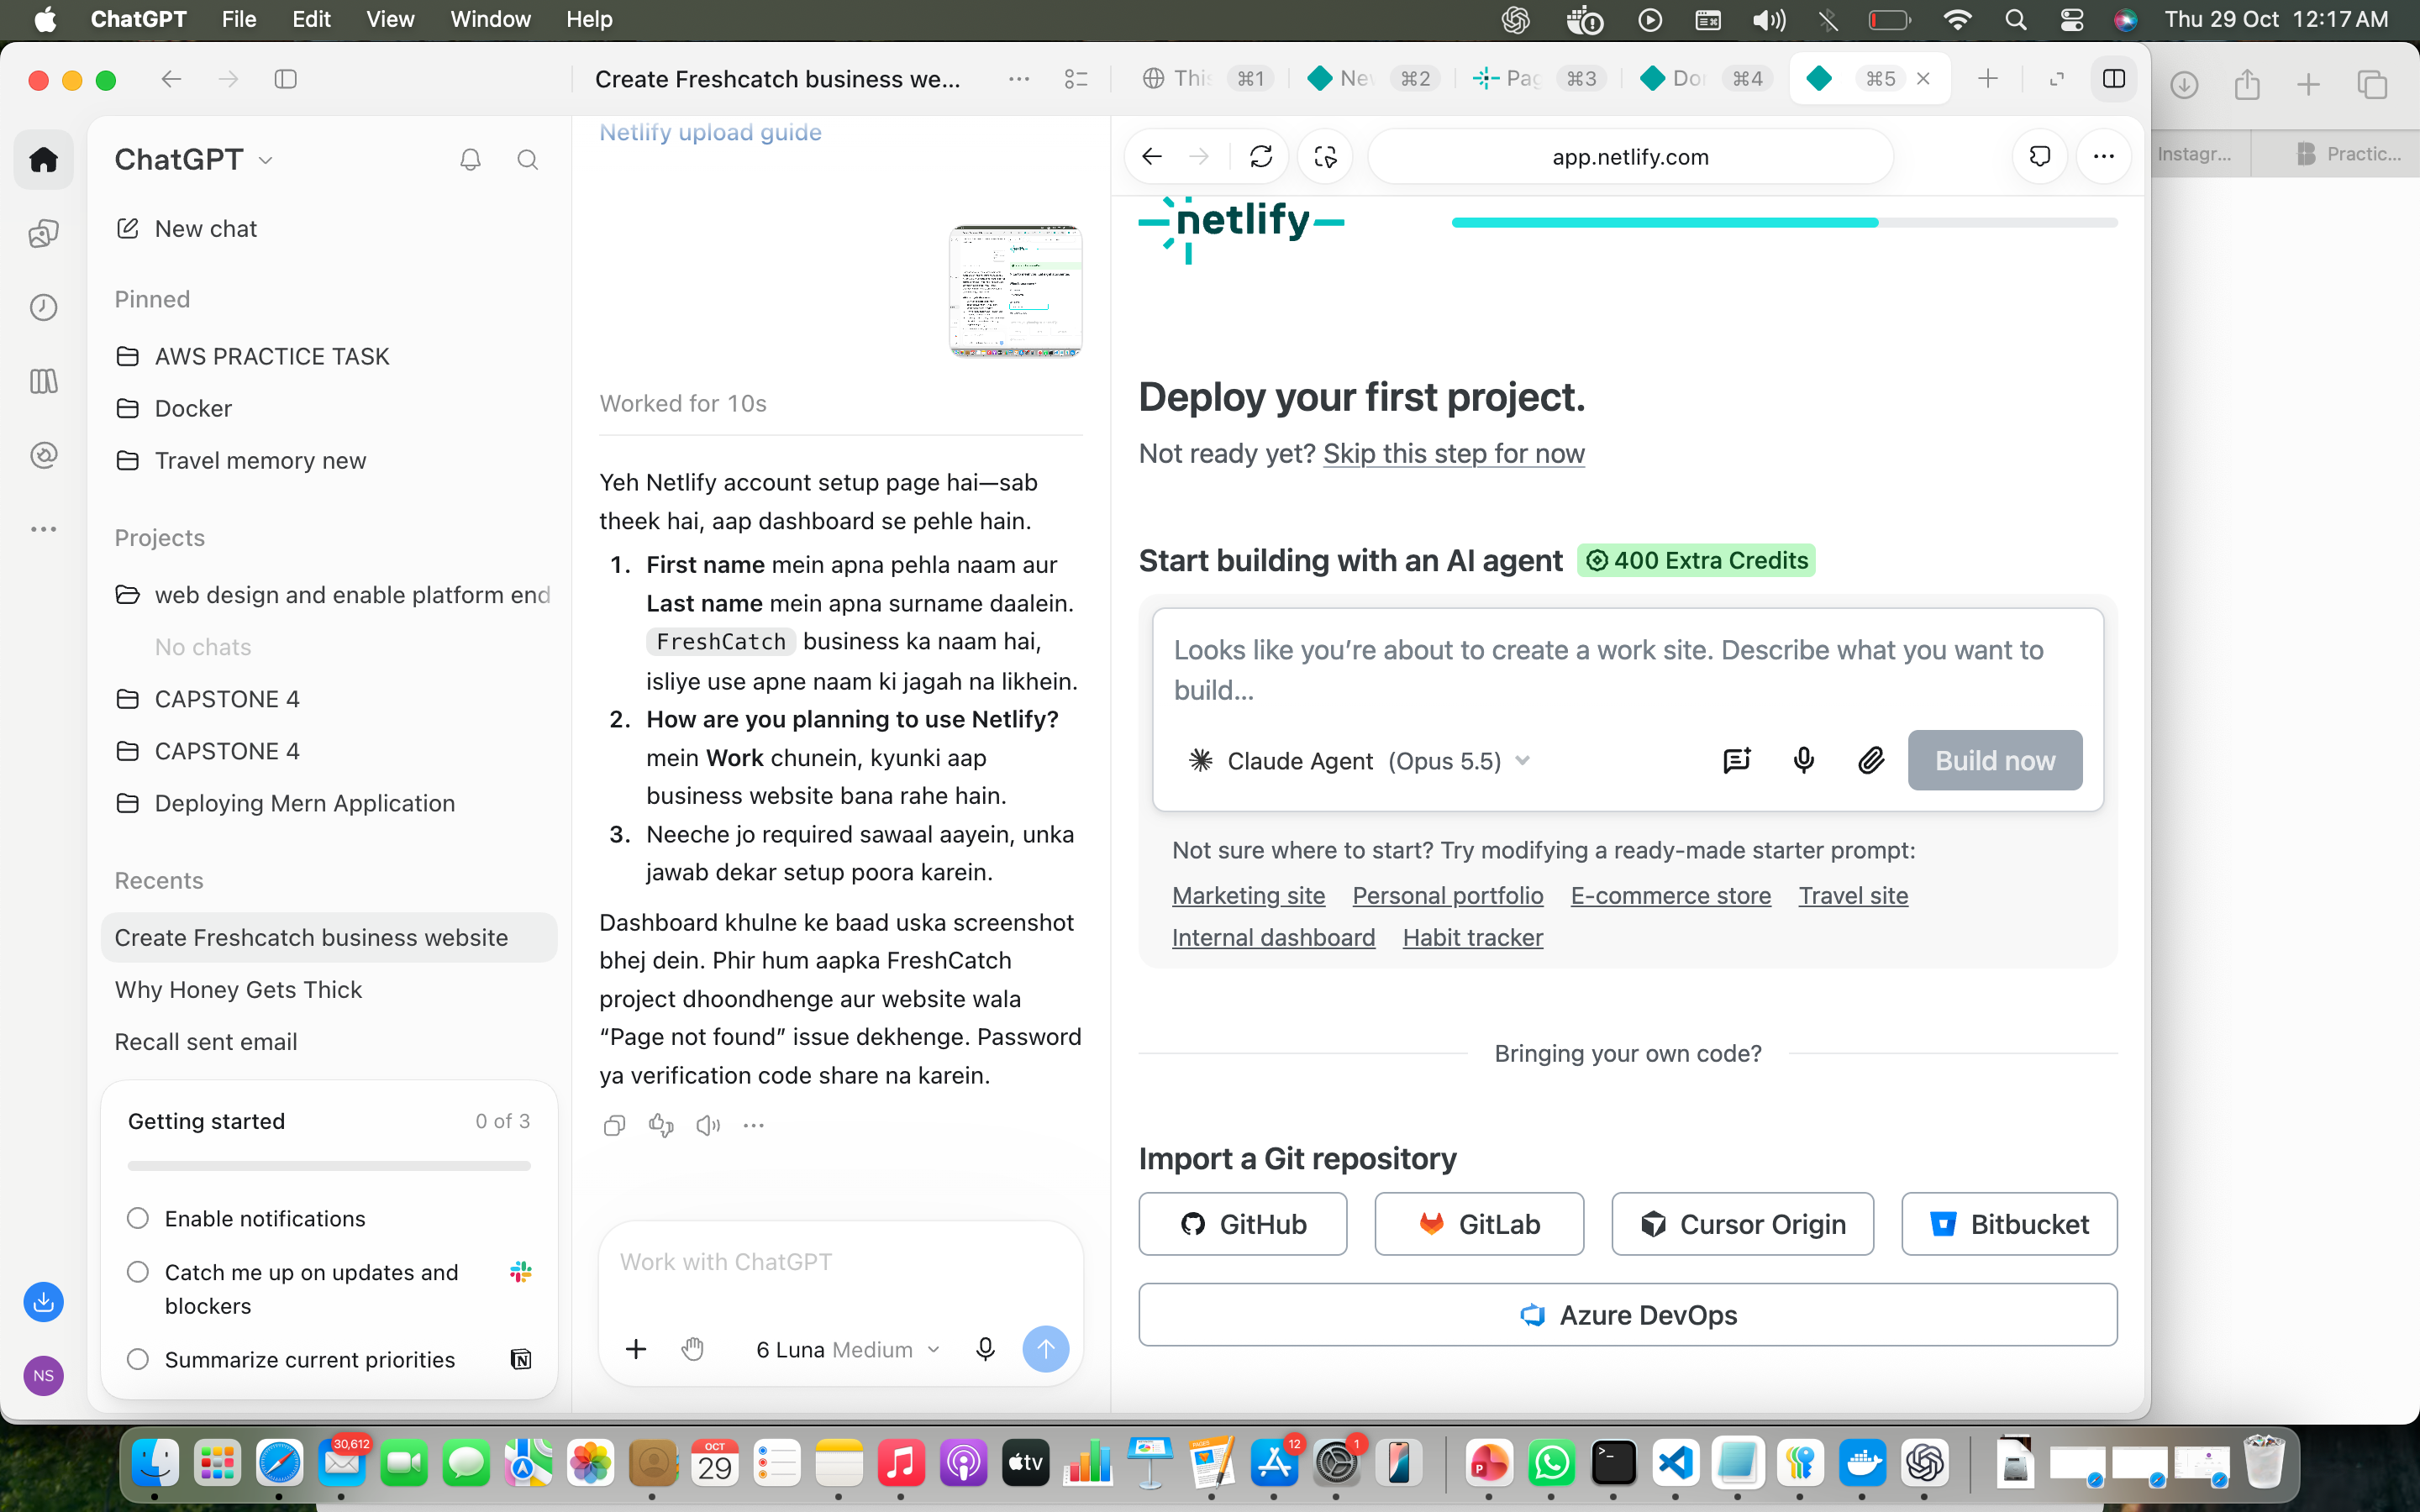 ChatGPT File Edit View Window Help
Thu 29 Oct 12:17 AM
Create Freshcatch business we...
This ⌘1
Ne ⌘2
Pag ⌘3
Do ⌘4
⌘5
Instagr...
Practic...
ChatGPT
New chat
Pinned
AWS PRACTICE TASK
Docker
Travel memory new
Projects
web design and enable platform end
No chats
CAPSTONE 4
CAPSTONE 4
Deploying Mern Application
Recents
Create Freshcatch business website
Why Honey Gets Thick
Recall sent email
Getting started 0 of 3
Enable notifications
Catch me up on updates and
blockers
Summarize current priorities
NS
Netlify upload guide
Worked for 10s
Yeh Netlify account setup page hai—sab
theek hai, aap dashboard se pehle hain.
1. First name mein apna pehla naam aur
Last name mein apna surname daalein.
FreshCatch business ka naam hai,
isliye use apne naam ki jagah na likhein.
2. How are you planning to use Netlify?
mein Work chunein, kyunki aap
business website bana rahe hain.
3. Neeche jo required sawaal aayein, unka
jawab dekar setup poora karein.
Dashboard khulne ke baad uska screenshot
bhej dein. Phir hum aapka FreshCatch
project dhoondhenge aur website wala
“Page not found” issue dekhenge. Password
ya verification code share na karein.
Work with ChatGPT
6 Luna Medium
app.netlify.com
netlify
Deploy your first project.
Not ready yet? Skip this step for now
Start building with an AI agent 400 Extra Credits
Looks like you’re about to create a work site. Describe what you want to
build...
Claude Agent (Opus 5.5)
Build now
Not sure where to start? Try modifying a ready-made starter prompt:
Marketing site Personal portfolio E-commerce store Travel site
Internal dashboard Habit tracker
Bringing your own code?
Import a Git repository
GitHub GitLab Cursor Origin Bitbucket
Azure DevOps
30,612
OCT
29
tv
12
1